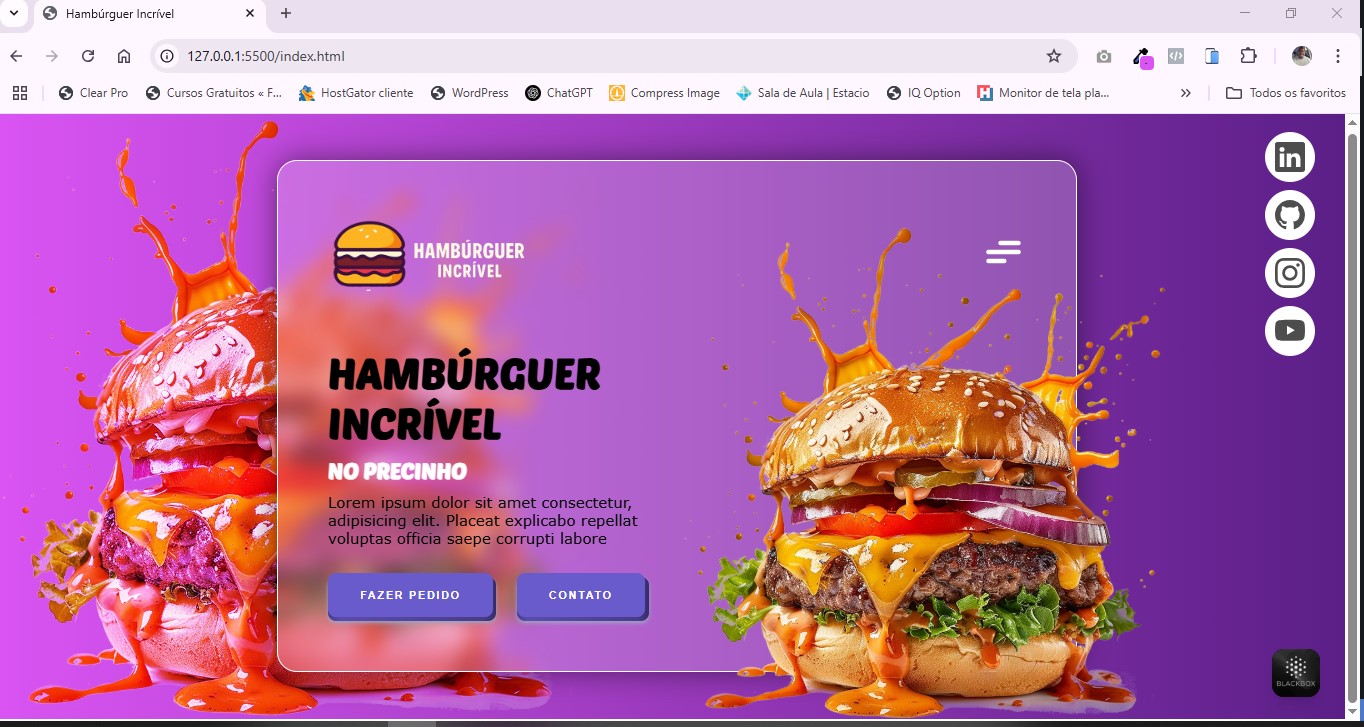 Hambúrguer Incrível
127.0.0.1:5500/index.html
Clear Pro
Cursos Gratuitos « F...
HostGator cliente
WordPress
ChatGPT
Compress Image
Sala de Aula | Estacio
IQ Option
Monitor de tela pla...
»
Todos os favoritos
HAMBÚRGUER
INCRÍVEL
HAMBÚRGUER
INCRÍVEL
NO PRECINHO
Lorem ipsum dolor sit amet consectetur,
adipisicing elit. Placeat explicabo repellat
voluptas officia saepe corrupti labore
FAZER PEDIDO
CONTATO
in
BLACKBOX